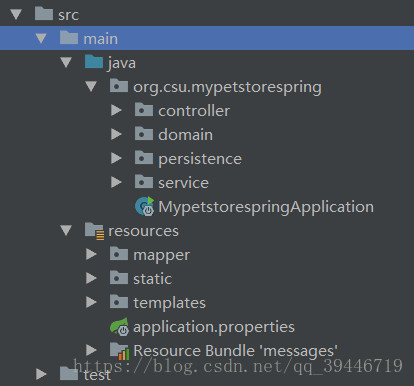 src
main
java
org.csu.mypetstorespring
controller
domain
persistence
service
MypetstorespringApplication
resources
mapper
static
templates
application.properties
Resource Bundle 'messages'
https://blog.csdn.net/qq_39446719
test